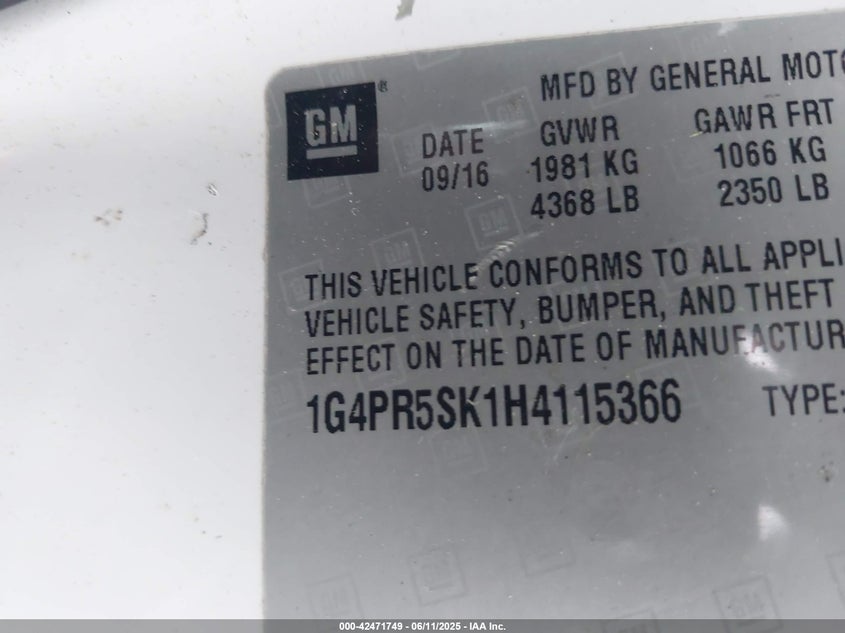 MFD BY GENERAL MOTO
GM®
DATE GVWR GAWR FRT
09/16 1981 KG 1066 KG
4368 LB 2350 LB
THIS VEHICLE CONFORMS TO ALL APPLI
VEHICLE SAFETY, BUMPER, AND THEFT
EFFECT ON THE DATE OF MANUFACTUR
1G4PR5SK1H4115366 TYPE:
000-42471749 - 06/11/2025 - IAA Inc.